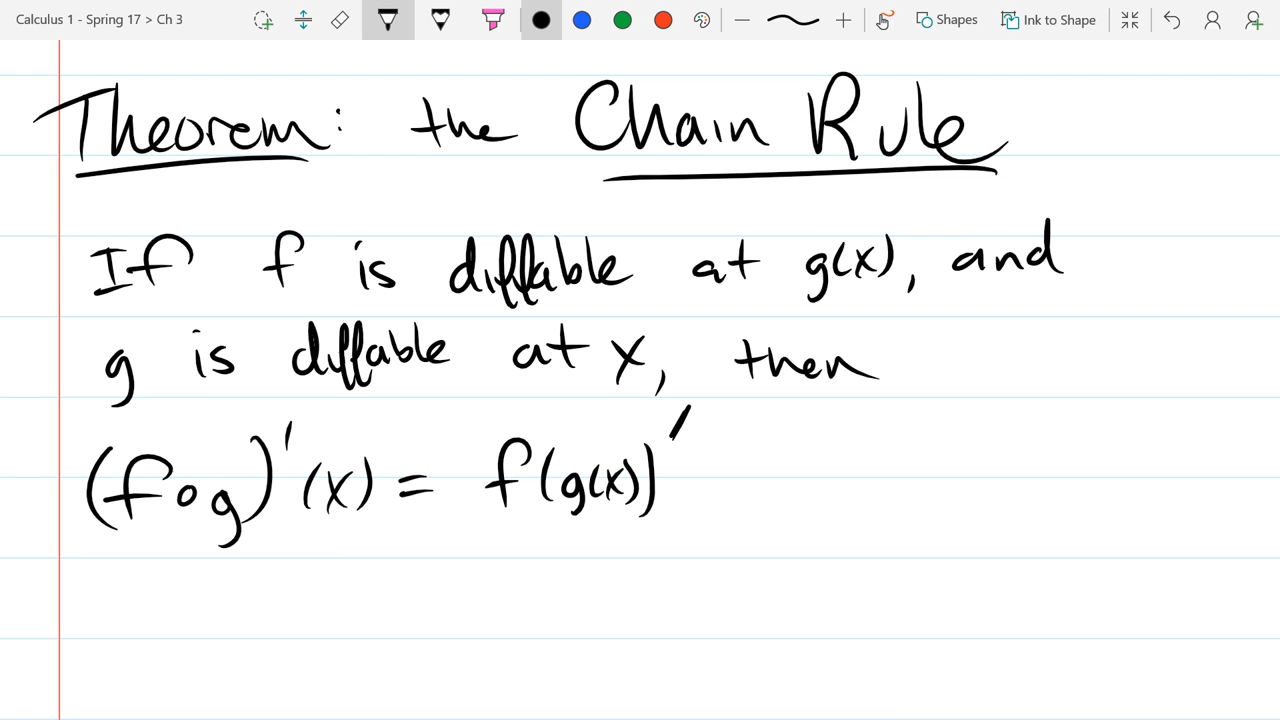 Calculus 1 - Spring 17 > Ch 3
Shapes
Ink to Shape
Theorem: the Chain Rule
If f is diffable at g(x), and
g is diffable at x, then
(f∘g)'(x) = f(g(x))'